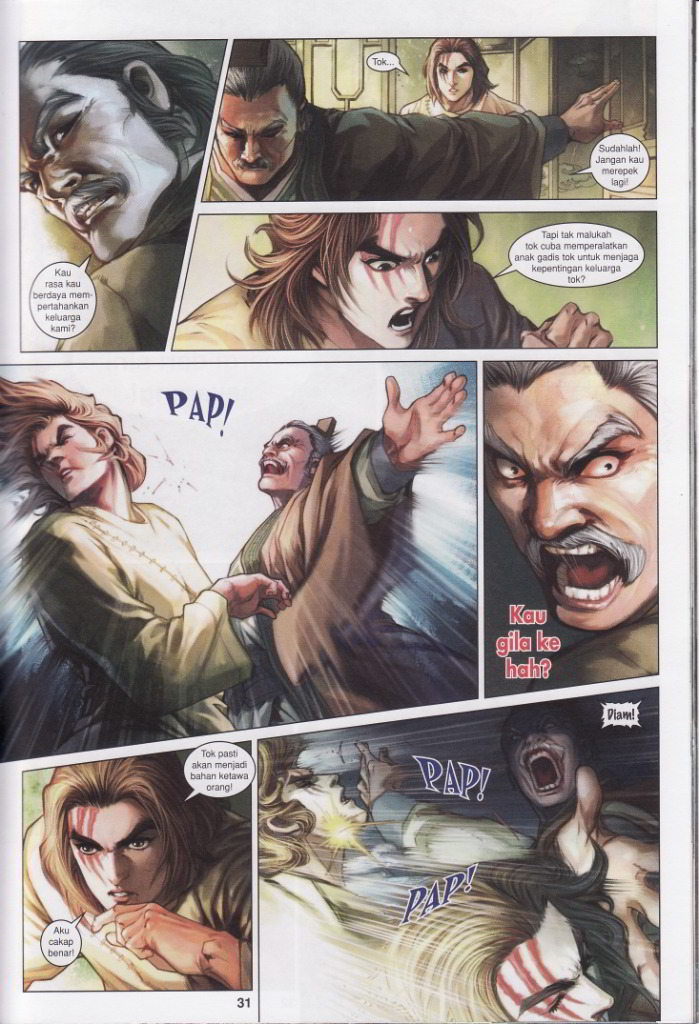 Kau
rasa kau
berdaya mem-
pertahankan
keluarga
kami?
Tok...
Sudahlah!
Jangan kau
merepek
lagi!
Tapi tak malukah
tok cuba memperalatkan
anak gadis tok untuk menjaga
kepentingan keluarga
tok?
PAP!
Kau
gila ke
hah?
Tok pasti
akan menjadi
bahan ketawa
orang!
Aku
cakap
benar!
Diam!
PAP!
PAP!
31